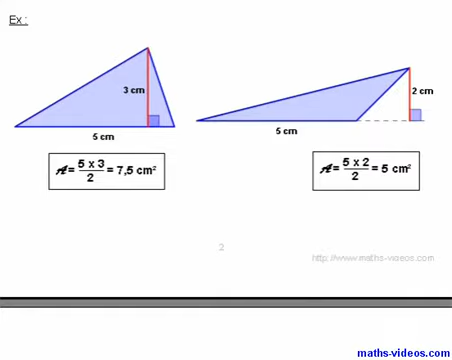 Ex :
3 cm
2 cm
5 cm
5 cm
𝒜 = 5 x 3 / 2 = 7,5 cm²
𝒜 = 5 x 2 / 2 = 5 cm²
2
http://www.maths-videos.com
maths-videos.com